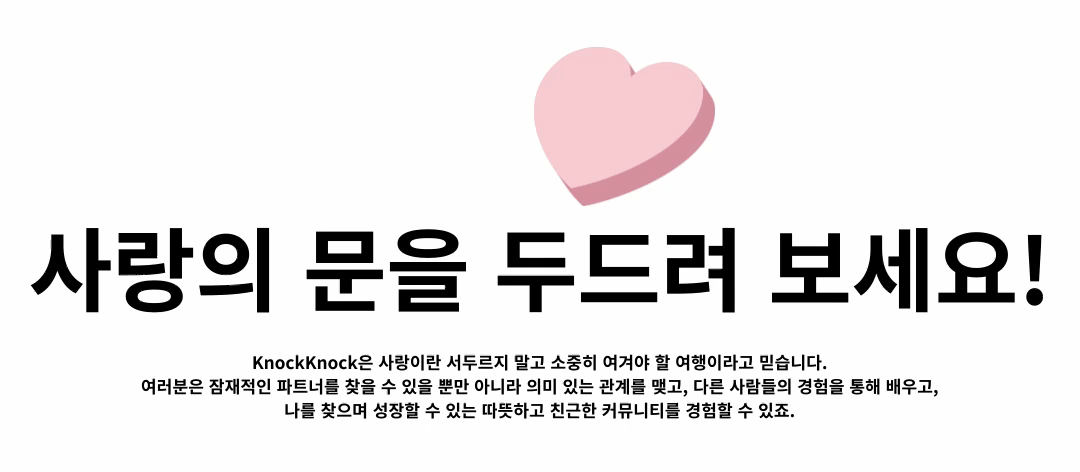 사랑의 문을 두드려 보세요!
KnockKnock은 사랑이란 서두르지 말고 소중히 여겨야 할 여행이라고 믿습니다.
여러분은 잠재적인 파트너를 찾을 수 있을 뿐만 아니라 의미 있는 관계를 맺고, 다른 사람들의 경험을 통해 배우고,
나를 찾으며 성장할 수 있는 따뜻하고 친근한 커뮤니티를 경험할 수 있죠.